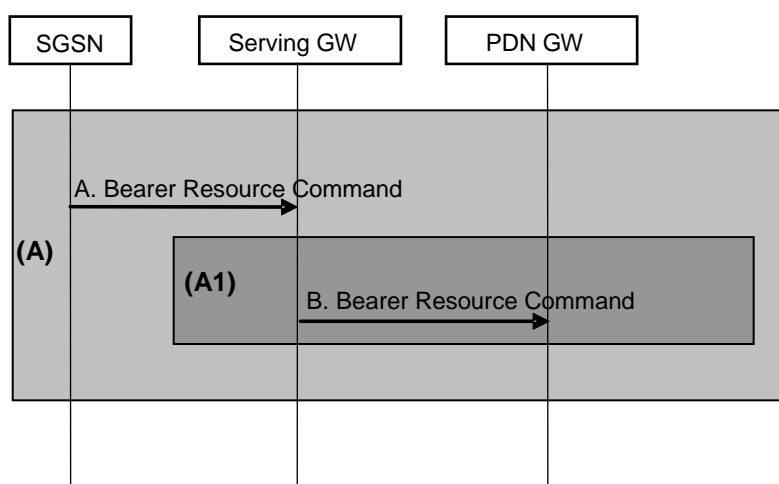 SGSN
Serving GW
PDN GW
A. Bearer Resource Command
(A)
(A1)
B. Bearer Resource Command